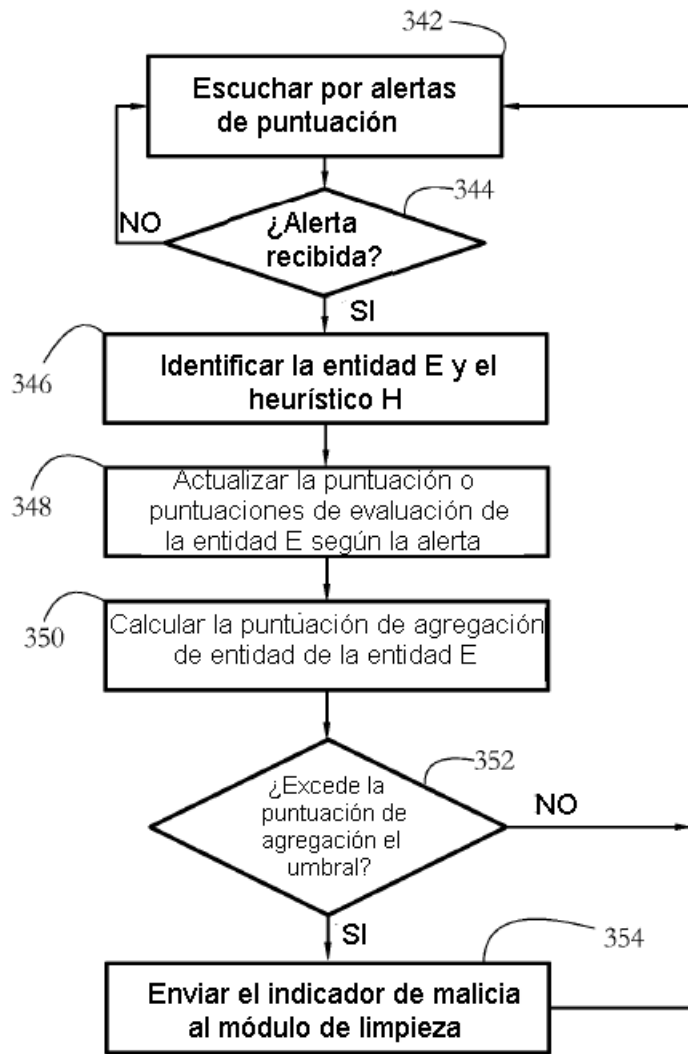 342
Escuchar por alertas
de puntuación
344
¿Alerta
recibida?
NO
SI
346
Identificar la entidad E y el
heurístico H
348
Actualizar la puntuación o
puntuaciones de evaluación de
la entidad E según la alerta
350
Calcular la puntuación de agregación
de entidad de la entidad E
352
¿Excede la
puntuación de
agregación el
umbral?
NO
SI
354
Enviar el indicador de malicia
al módulo de limpieza